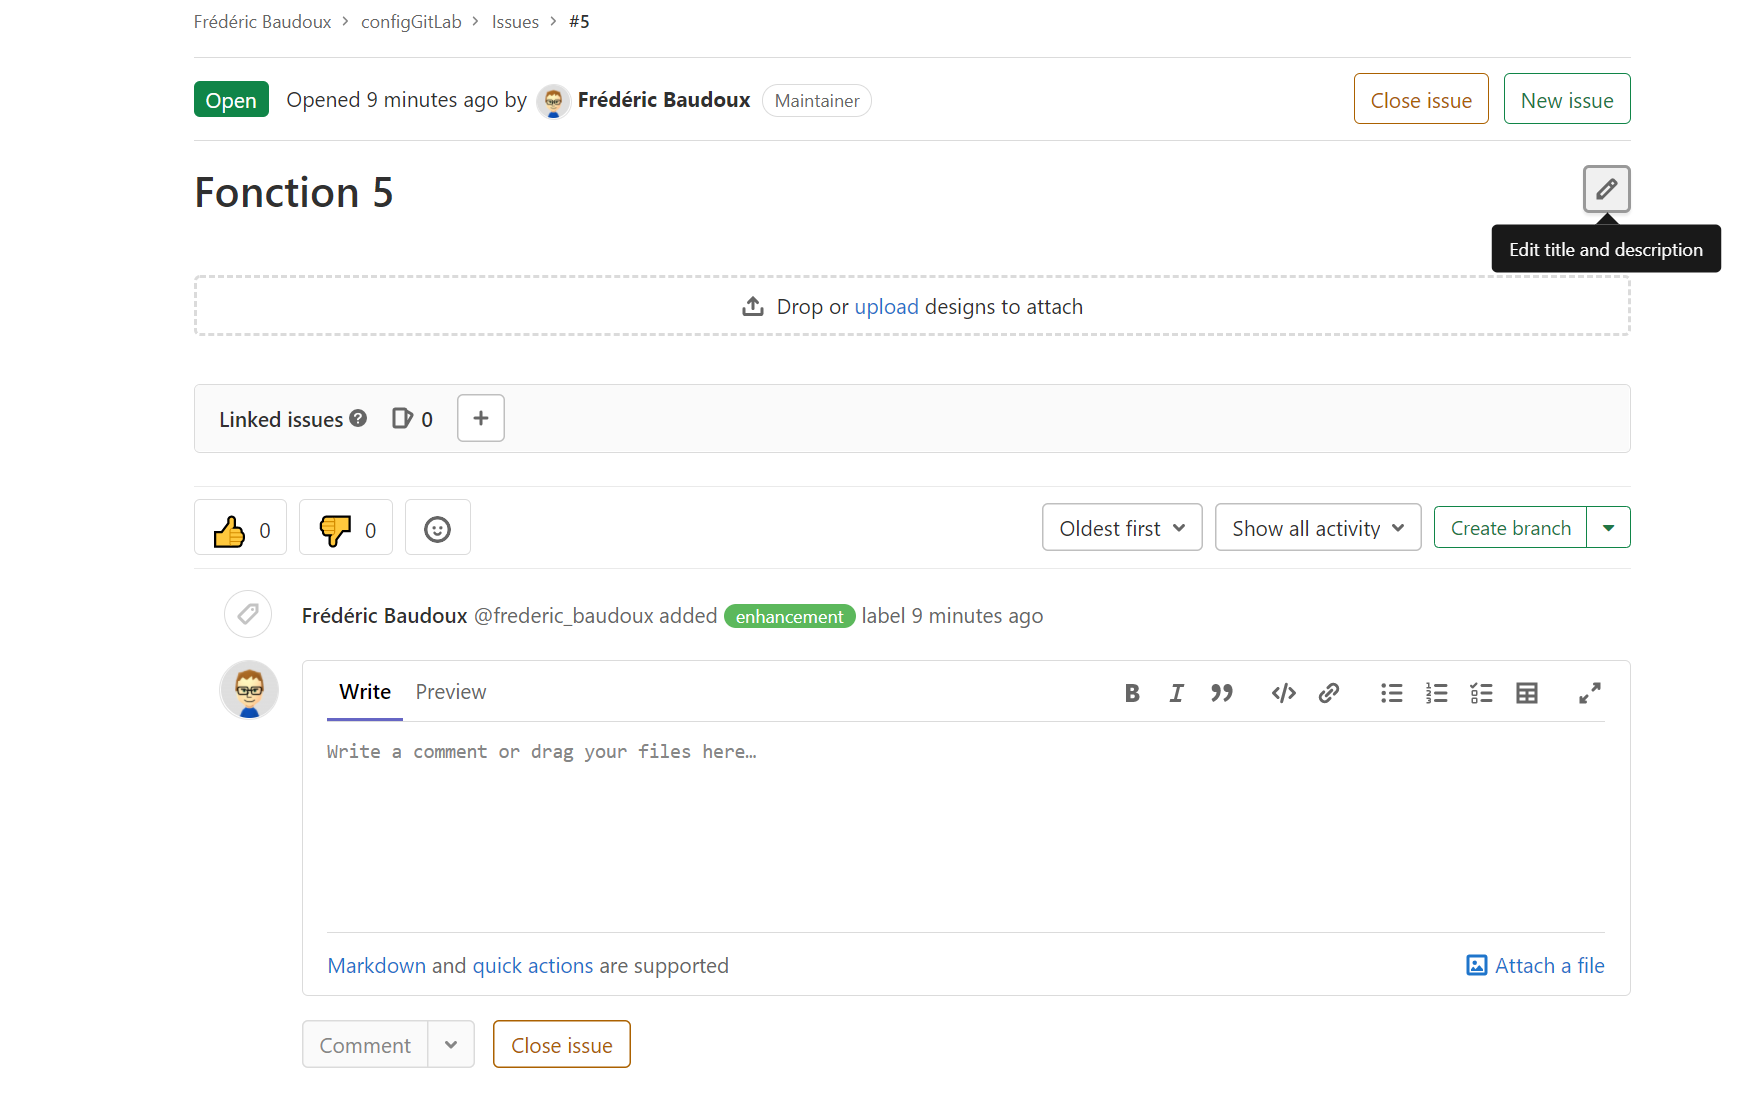 Frédéric Baudoux > configGitLab > Issues > #5
Open Opened 9 minutes ago by Frédéric Baudoux Maintainer Close issue New issue
Fonction 5
Edit title and description
Drop or upload designs to attach
Linked issues ? 0 +
0 0 Oldest first Show all activity Create branch
Frédéric Baudoux @frederic_baudoux added enhancement label 9 minutes ago
Write Preview
Write a comment or drag your files here…
Markdown and quick actions are supported Attach a file
Comment Close issue